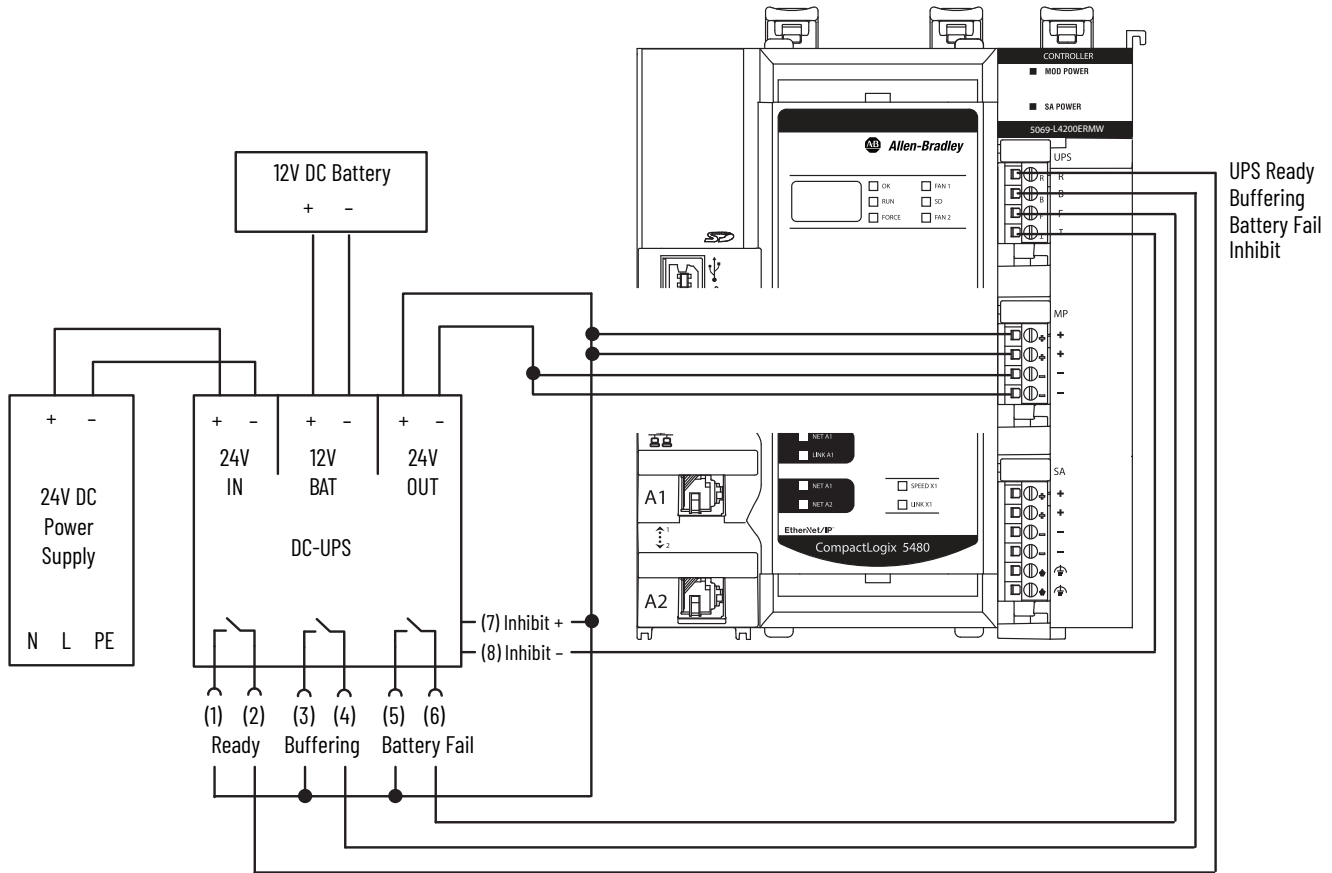 CONTROLLER
MOD POWER
SA POWER
5069-L4200ERMW
UPS
R R
B B
F F
I I
UPS Ready
Buffering
Battery Fail
Inhibit
AB Allen-Bradley
OK FAN 1
RUN SD
FORCE FAN 2
12V DC Battery
+ –
MP
+
+
–
–
+ –
24V DC
Power
Supply
N L PE
+ – + – + –
24V 12V 24V
IN BAT OUT
DC-UPS
NET A1
LINK A1
NET A1 SPEED X1
NET A2 LINK X1
A1
1
2
EtherNet/IP
CompactLogix 5480
A2
SA
+
+
–
–
(7) Inhibit +
(8) Inhibit –
(1) (2) (3) (4) (5) (6)
Ready Buffering Battery Fail